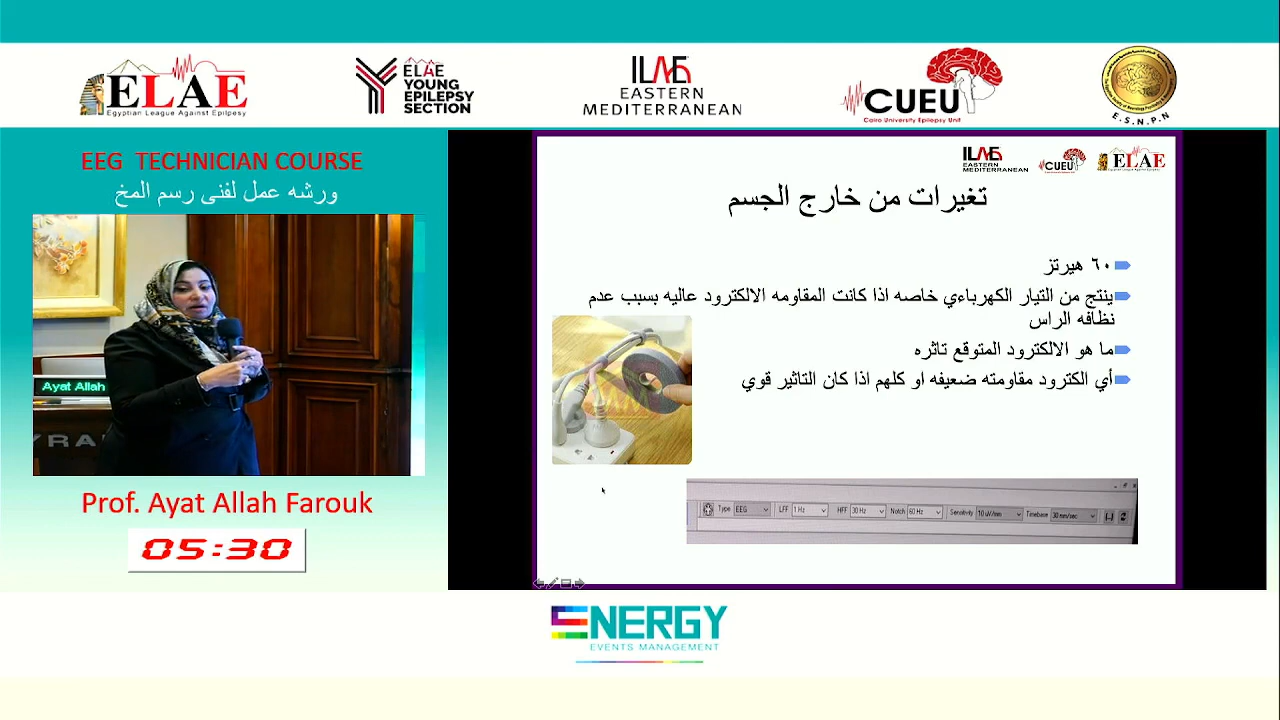 ELAE
Egyptian League Against Epilpesy
ELAE
YOUNG
EPILEPSY
SECTION
ILAE
EASTERN
MEDITERRANEAN
CUEU
Cairo University Epilepsy Unit
E.S.N.P.N
EEG TECHNICIAN COURSE
ورشه عمل لفنى رسم المخ
Ayat Allah
YRA
Prof. Ayat Allah Farouk
05:30
ILAE
EASTERN
MEDITERRANEAN
CUEU
ELAE
تغيرات من خارج الجسم
٦٠ هيرتز
ينتج من التيار الكهرباءي خاصه اذا كانت المقاومه الالكترود عاليه بسبب عدم
نظافه الراس
ما هو الالكترود المتوقع تاثره
أي الكترود مقاومته ضعيفه او كلهم اذا كان التاثير قوي
Type EEG LFF 1 Hz HFF 30 Hz Notch 60 Hz Sensitivity 10 uV/mm Timebase 30 mm/sec
ENERGY
EVENTS MANAGEMENT